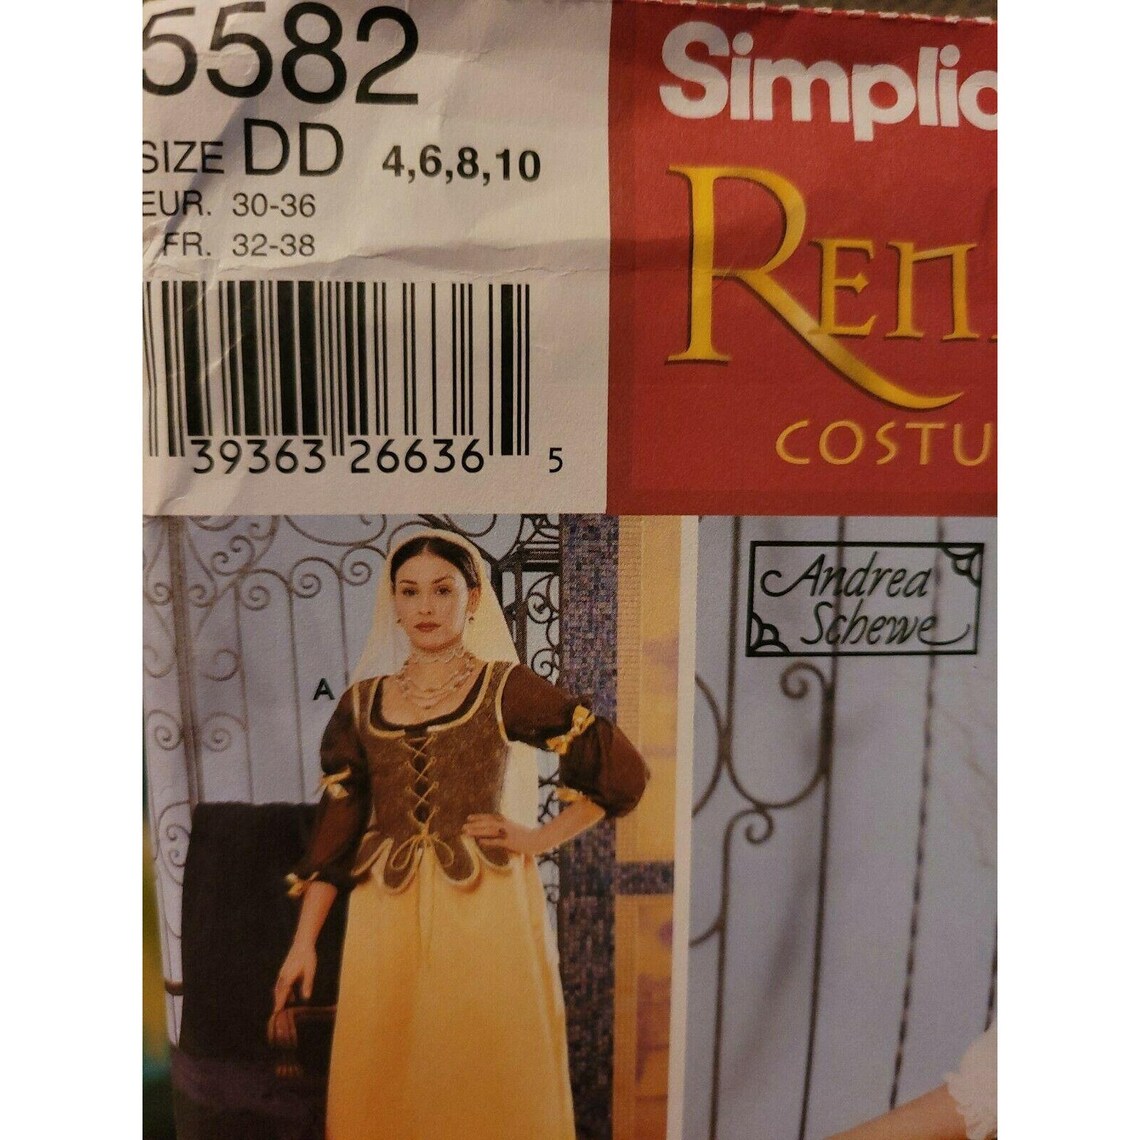 5582
SIZE DD 4,6,8,10
EUR. 30-36
FR. 32-38
39363 26636 5
Simplic
REN
COSTU
Andrea
Schewe
A